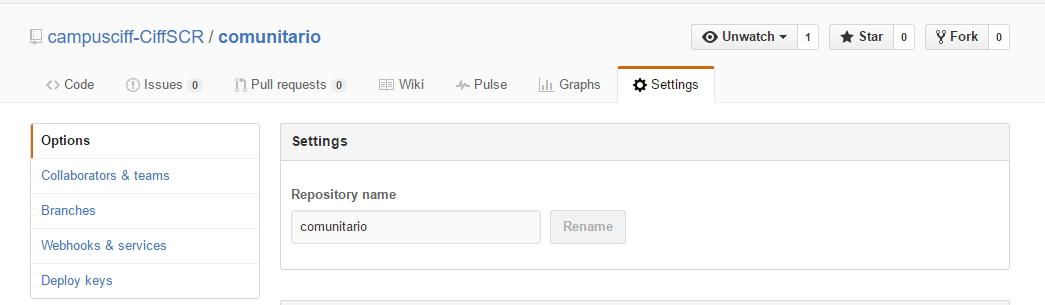 campusciff-CiffSCR / comunitario
Unwatch 1 Star 0 Fork 0
Code Issues 0 Pull requests 0 Wiki Pulse Graphs Settings
Options
Collaborators & teams
Branches
Webhooks & services
Deploy keys
Settings
Repository name
comunitario Rename